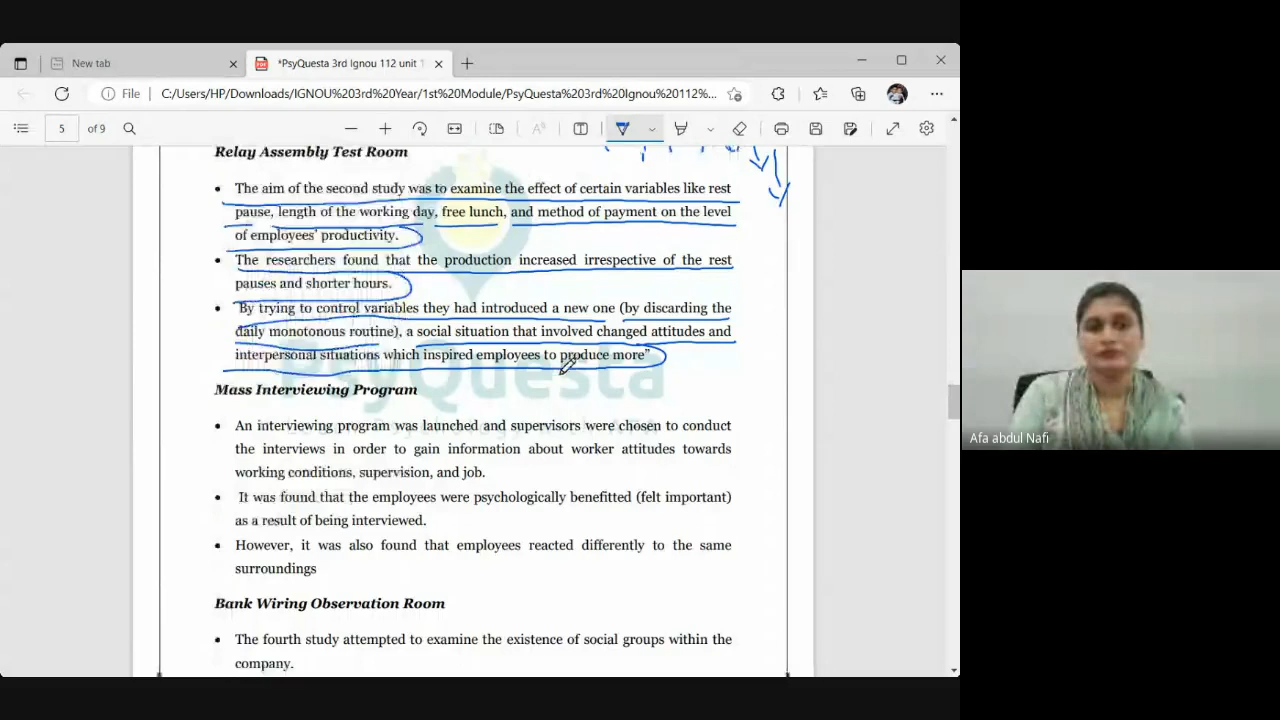 New tab
*PsyQuesta 3rd Ignou 112 unit 1
File
C:/Users/HP/Downloads/IGNOU%203rd%20Year/1st%20Module/PsyQuesta%203rd%20Ignou%20112%...
5 of 9
Relay Assembly Test Room
• The aim of the second study was to examine the effect of certain variables like rest
pause, length of the working day, free lunch, and method of payment on the level
of employees' productivity.
• The researchers found that the production increased irrespective of the rest
pauses and shorter hours.
• "By trying to control variables they had introduced a new one (by discarding the
daily monotonous routine), a social situation that involved changed attitudes and
interpersonal situations which inspired employees to produce more"
PsyQuesta
Mass Interviewing Program
• An interviewing program was launched and supervisors were chosen to conduct
the interviews in order to gain information about worker attitudes towards
working conditions, supervision, and job.
• It was found that the employees were psychologically benefitted (felt important)
as a result of being interviewed.
• However, it was also found that employees reacted differently to the same
surroundings
Bank Wiring Observation Room
• The fourth study attempted to examine the existence of social groups within the
company.
Afa abdul Nafi